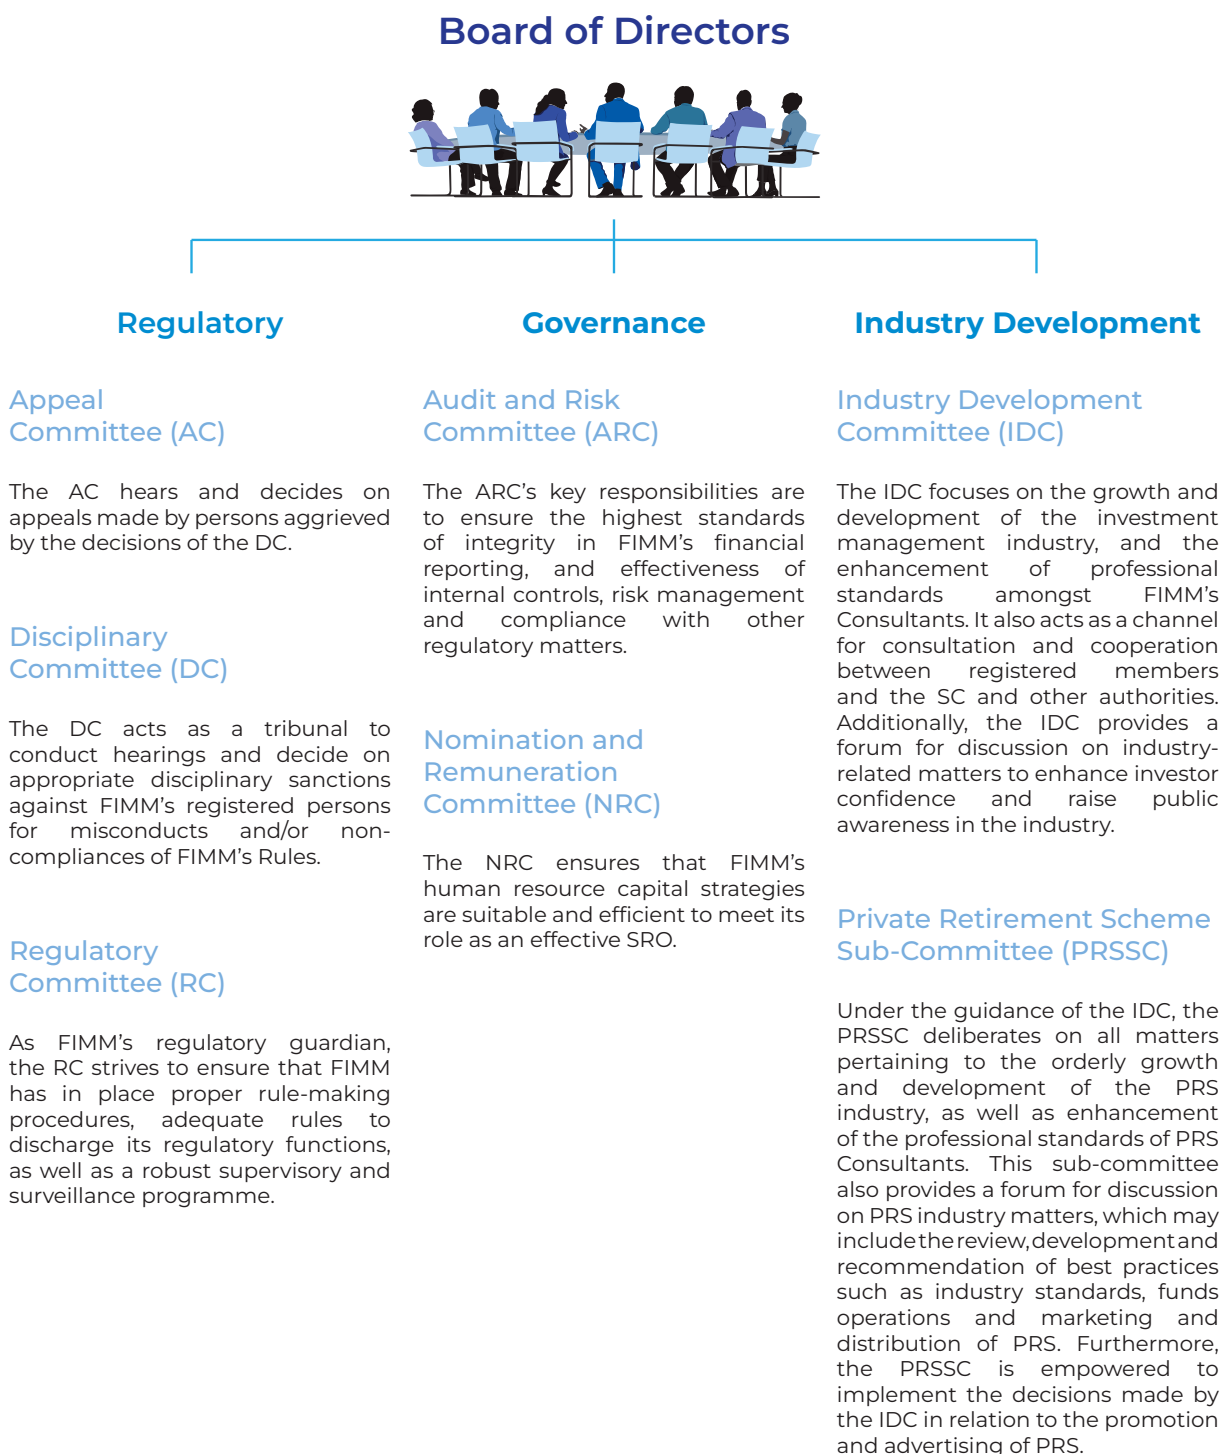 Board of Directors
Regulatory
Appeal
Committee (AC)
The AC hears and decides on
appeals made by persons aggrieved
by the decisions of the DC.
Disciplinary
Committee (DC)
The DC acts as a tribunal to
conduct hearings and decide on
appropriate disciplinary sanctions
against FIMM’s registered persons
for misconducts and/or non-
compliances of FIMM’s Rules.
Regulatory
Committee (RC)
As FIMM’s regulatory guardian,
the RC strives to ensure that FIMM
has in place proper rule-making
procedures, adequate rules to
discharge its regulatory functions,
as well as a robust supervisory and
surveillance programme.
Governance
Audit and Risk
Committee (ARC)
The ARC’s key responsibilities are
to ensure the highest standards
of integrity in FIMM’s financial
reporting, and effectiveness of
internal controls, risk management
and compliance with other
regulatory matters.
Nomination and
Remuneration
Committee (NRC)
The NRC ensures that FIMM’s
human resource capital strategies
are suitable and efficient to meet its
role as an effective SRO.
Industry Development
Industry Development
Committee (IDC)
The IDC focuses on the growth and
development of the investment
management industry, and the
enhancement of professional
standards amongst FIMM’s
Consultants. It also acts as a channel
for consultation and cooperation
between registered members
and the SC and other authorities.
Additionally, the IDC provides a
forum for discussion on industry-
related matters to enhance investor
confidence and raise public
awareness in the industry.
Private Retirement Scheme
Sub-Committee (PRSSC)
Under the guidance of the IDC, the
PRSSC deliberates on all matters
pertaining to the orderly growth
and development of the PRS
industry, as well as enhancement
of the professional standards of PRS
Consultants. This sub-committee
also provides a forum for discussion
on PRS industry matters, which may
include the review, development and
recommendation of best practices
such as industry standards, funds
operations and marketing and
distribution of PRS. Furthermore,
the PRSSC is empowered to
implement the decisions made by
the IDC in relation to the promotion
and advertising of PRS.